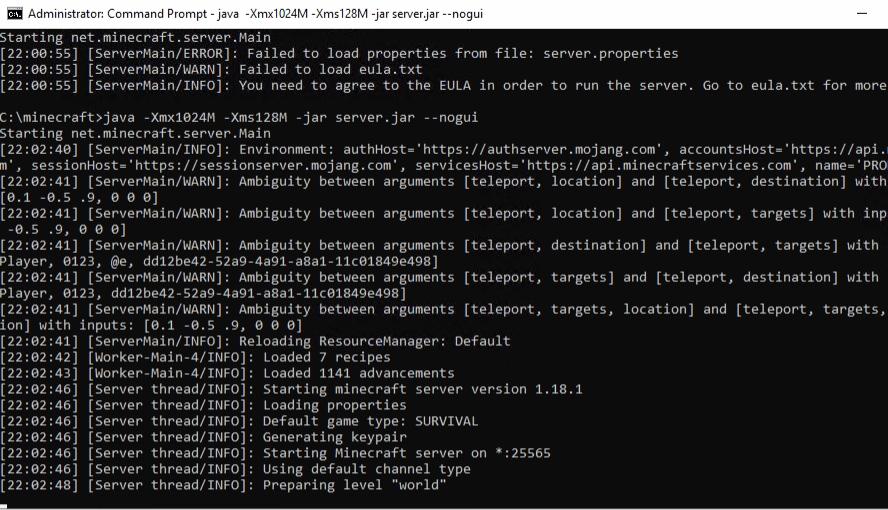 Administrator: Command Prompt - java -Xmx1024M -Xms128M -jar server.jar --nogui
Starting net.minecraft.server.Main
[22:00:55] [ServerMain/ERROR]: Failed to load properties from file: server.properties
[22:00:55] [ServerMain/WARN]: Failed to load eula.txt
[22:00:55] [ServerMain/INFO]: You need to agree to the EULA in order to run the server. Go to eula.txt for more
C:\minecraft>java -Xmx1024M -Xms128M -jar server.jar --nogui
Starting net.minecraft.server.Main
[22:02:40] [ServerMain/INFO]: Environment: authHost='https://authserver.mojang.com', accountsHost='https://api.
m', sessionHost='https://sessionserver.mojang.com', servicesHost='https://api.minecraftservices.com', name='PRO
[22:02:41] [ServerMain/WARN]: Ambiguity between arguments [teleport, location] and [teleport, destination] with
[0.1 -0.5 .9, 0 0 0]
[22:02:41] [ServerMain/WARN]: Ambiguity between arguments [teleport, location] and [teleport, targets] with inp
-0.5 .9, 0 0 0]
[22:02:41] [ServerMain/WARN]: Ambiguity between arguments [teleport, destination] and [teleport, targets] with
Player, 0123, @e, dd12be42-52a9-4a91-a8a1-11c01849e498]
[22:02:41] [ServerMain/WARN]: Ambiguity between arguments [teleport, targets] and [teleport, destination] with
Player, 0123, dd12be42-52a9-4a91-a8a1-11c01849e498]
[22:02:41] [ServerMain/WARN]: Ambiguity between arguments [teleport, targets, location] and [teleport, targets,
ion] with inputs: [0.1 -0.5 .9, 0 0 0]
[22:02:41] [ServerMain/INFO]: Reloading ResourceManager: Default
[22:02:42] [Worker-Main-4/INFO]: Loaded 7 recipes
[22:02:43] [Worker-Main-4/INFO]: Loaded 1141 advancements
[22:02:46] [Server thread/INFO]: Starting minecraft server version 1.18.1
[22:02:46] [Server thread/INFO]: Loading properties
[22:02:46] [Server thread/INFO]: Default game type: SURVIVAL
[22:02:46] [Server thread/INFO]: Generating keypair
[22:02:46] [Server thread/INFO]: Starting Minecraft server on *:25565
[22:02:46] [Server thread/INFO]: Using default channel type
[22:02:48] [Server thread/INFO]: Preparing level "world"